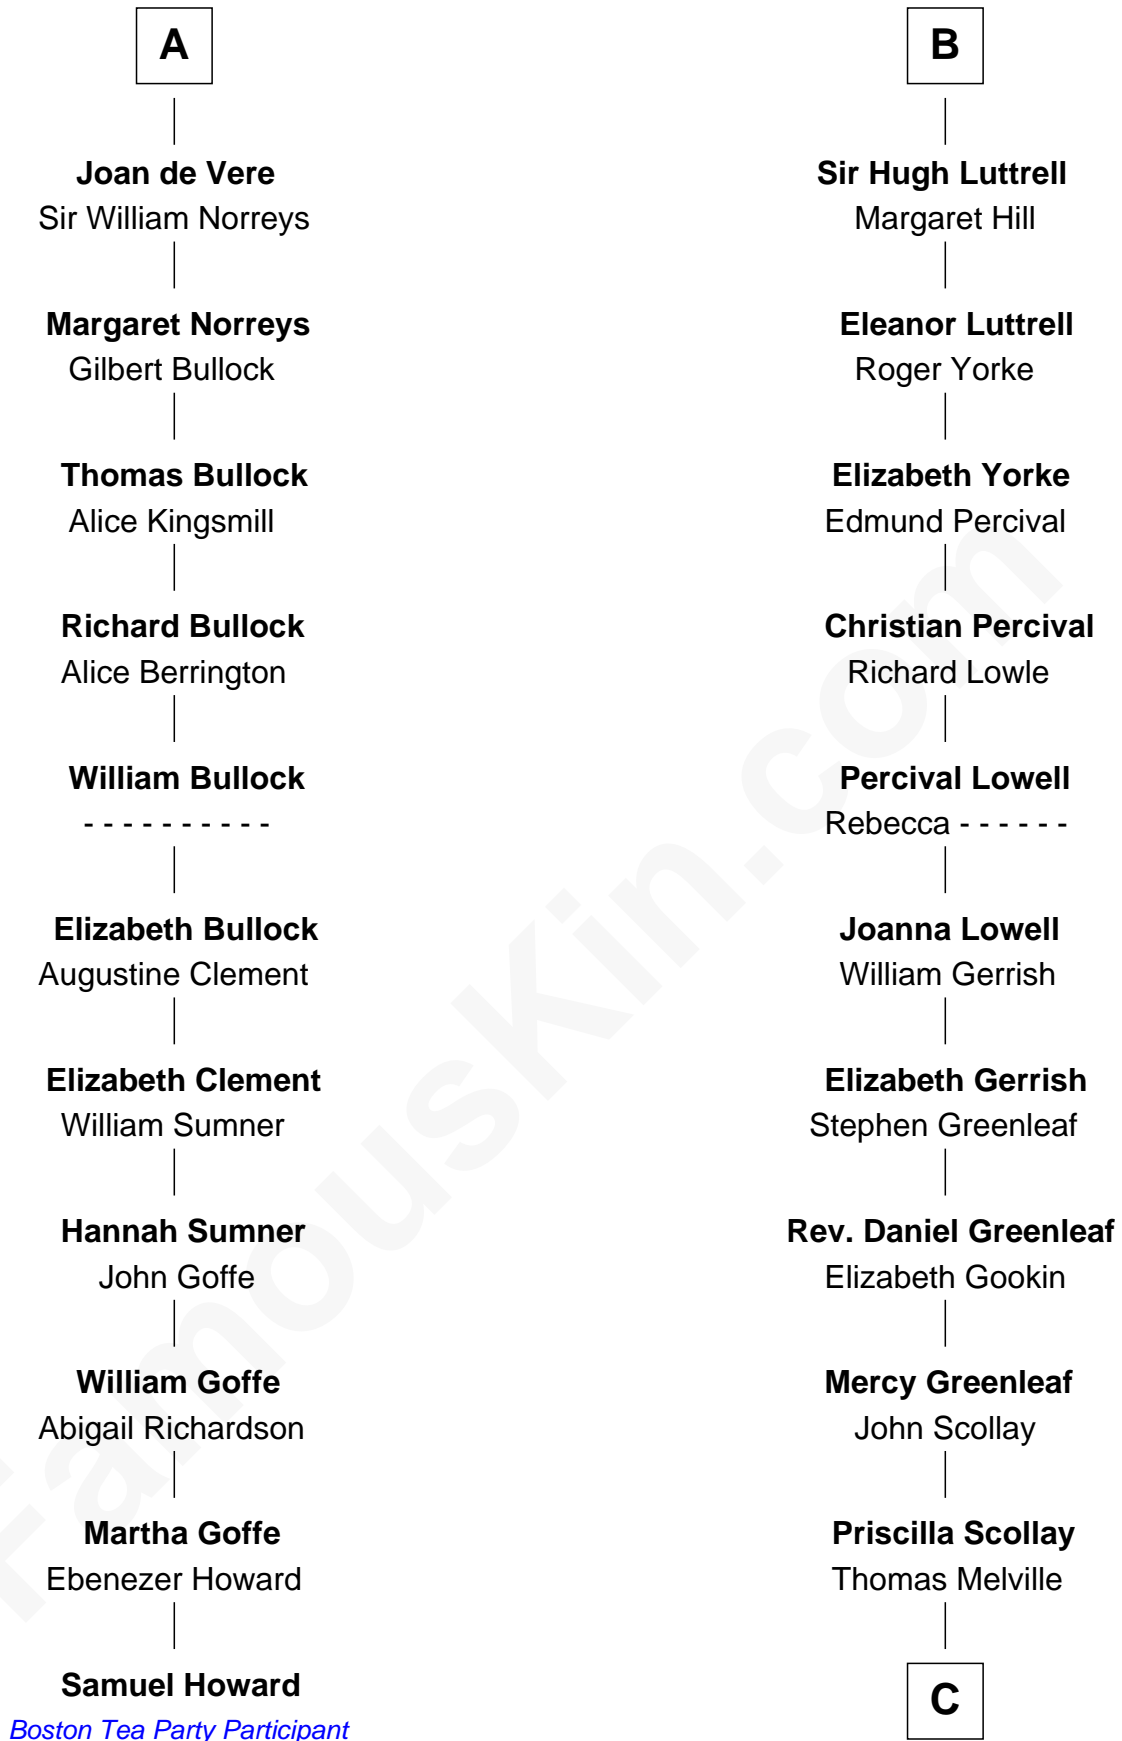 A
Joan de Vere
Sir William Norreys
Margaret Norreys
Gilbert Bullock
Thomas Bullock
Alice Kingsmill
Richard Bullock
Alice Berrington
William Bullock
- - - - - - - - - -
Elizabeth Bullock
Augustine Clement
Elizabeth Clement
William Sumner
Hannah Sumner
John Goffe
William Goffe
Abigail Richardson
Martha Goffe
Ebenezer Howard
Samuel Howard
Boston Tea Party Participant
B
Sir Hugh Luttrell
Margaret Hill
Eleanor Luttrell
Roger Yorke
Elizabeth Yorke
Edmund Percival
Christian Percival
Richard Lowle
Percival Lowell
Rebecca - - - - - -
Joanna Lowell
William Gerrish
Elizabeth Gerrish
Stephen Greenleaf
Rev. Daniel Greenleaf
Elizabeth Gookin
Mercy Greenleaf
John Scollay
Priscilla Scollay
Thomas Melville
C
FamousKin.com